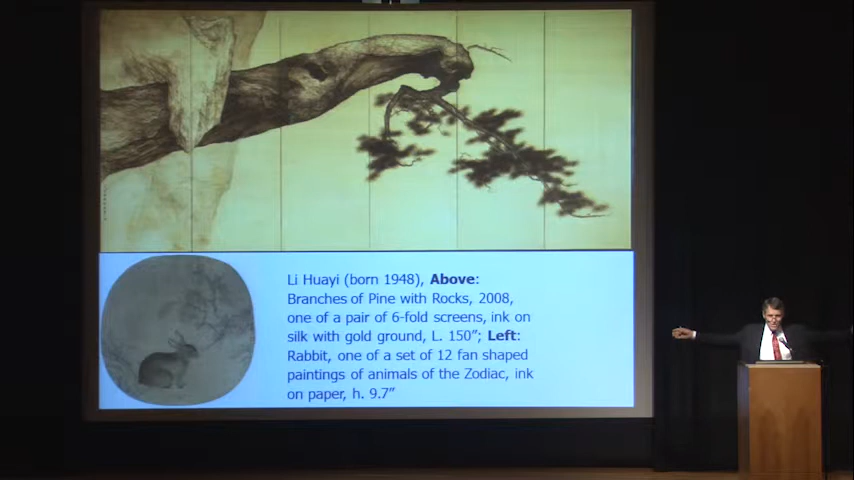 Li Huayi (born 1948), Above:
Branches of Pine with Rocks, 2008,
one of a pair of 6-fold screens, ink on
silk with gold ground, L. 150”; Left:
Rabbit, one of a set of 12 fan shaped
paintings of animals of the Zodiac, ink
on paper, h. 9.7”